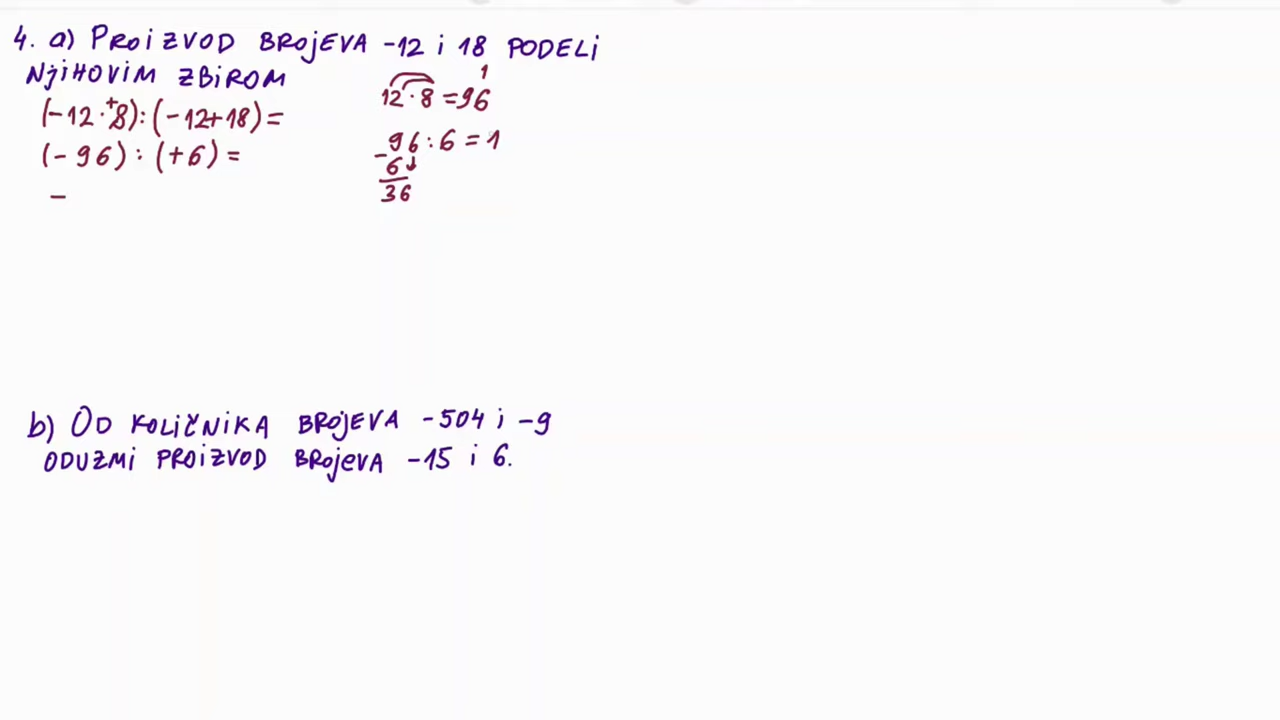 4. a) PROIZVOD BROJEVA -12 i 18 PODELI
NJIHOVIM ZBIROM
(-12·⁺8):(-12+18)=
(-96):(+6)=
-
1
12·8=96
96:6=1
-6↓
36
b) OD KOLIČNIKA BROJEVA -504 i -9
ODUZMI PROIZVOD BROJEVA -15 i 6.